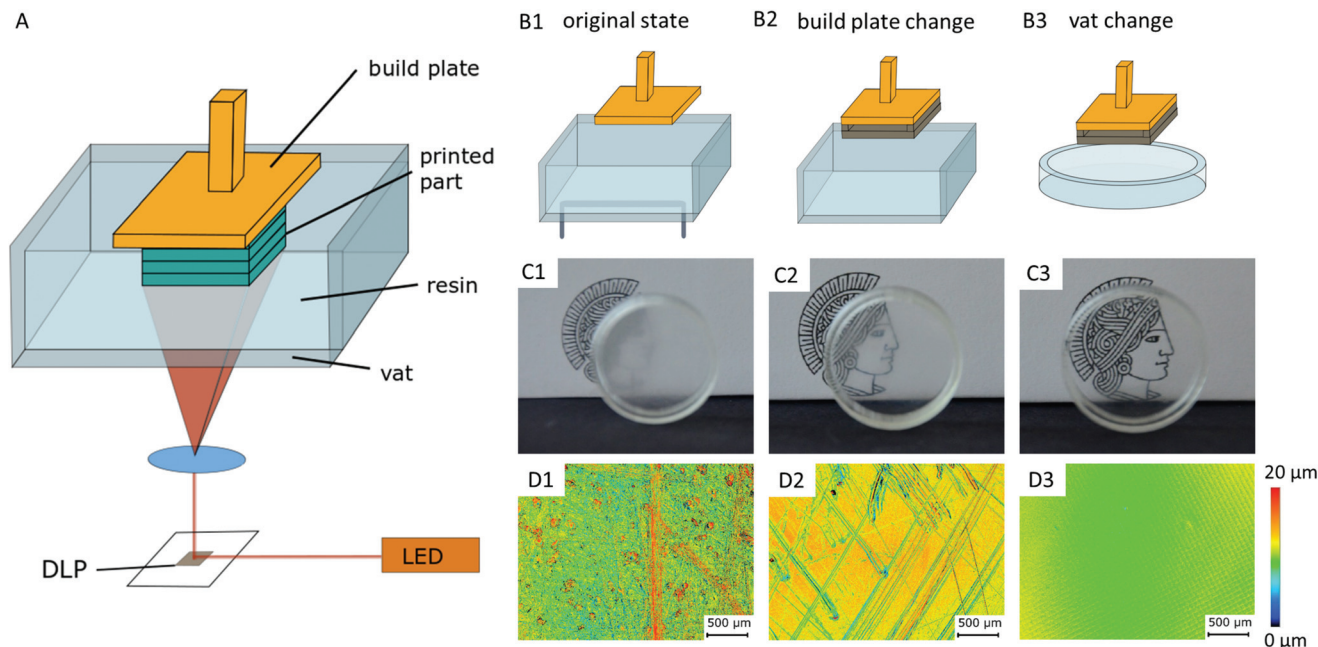 A
build plate
printed
part
resin
vat
DLP
LED
B1 original state
B2 build plate change
B3 vat change
C1
C2
C3
D1
D2
D3
500 µm
500 µm
500 µm
20 µm
0 µm